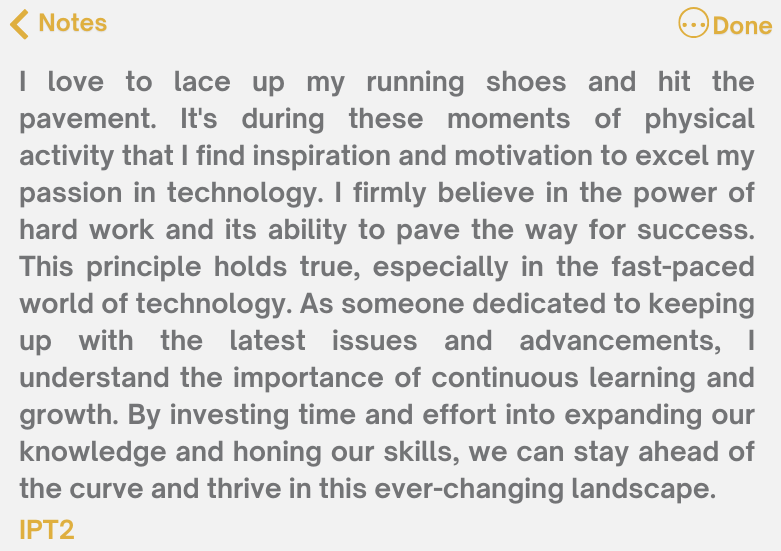 Notes
Done
I love to lace up my running shoes and hit the
pavement. It's during these moments of physical
activity that I find inspiration and motivation to excel my
passion in technology. I firmly believe in the power of
hard work and its ability to pave the way for success.
This principle holds true, especially in the fast-paced
world of technology. As someone dedicated to keeping
up with the latest issues and advancements, I
understand the importance of continuous learning and
growth. By investing time and effort into expanding our
knowledge and honing our skills, we can stay ahead of
the curve and thrive in this ever-changing landscape.
IPT2